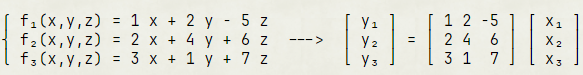 ⎧ f₁(x,y,z) = 1 x + 2 y - 5 z        ⎡ y₁ ⎤   ⎡ 1 2 -5 ⎤ ⎡ x₁ ⎤
⎨ f₂(x,y,z) = 2 x + 4 y + 6 z  --->  ⎢ y₂ ⎥ = ⎢ 2 4  6 ⎥ ⎢ x₂ ⎥
⎩ f₃(x,y,z) = 3 x + 1 y + 7 z        ⎣ y₃ ⎦   ⎣ 3 1  7 ⎦ ⎣ x₃ ⎦